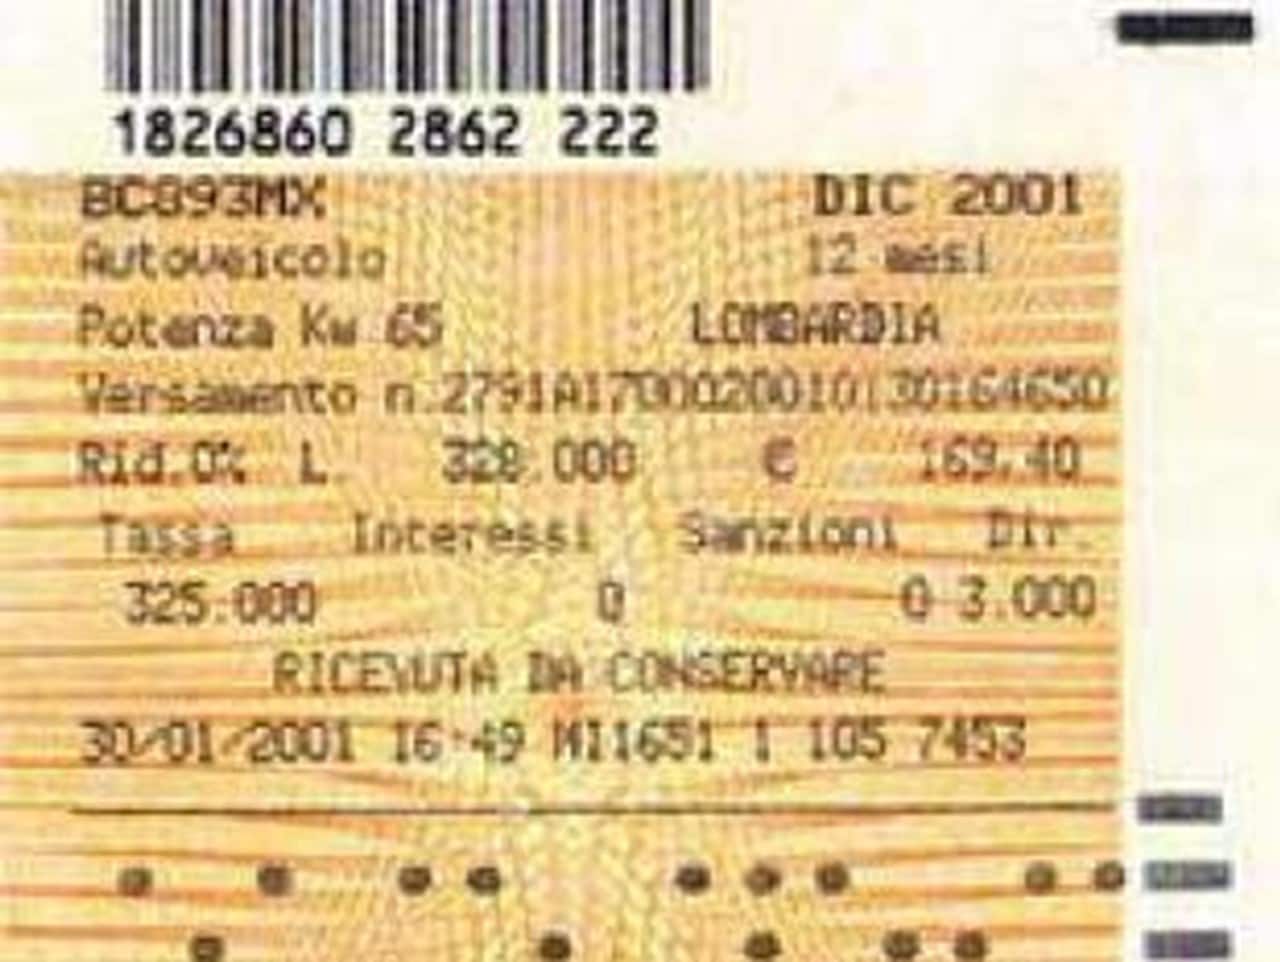 1826860 2862 222
BC893MX DIC 2001
Autoveicolo 12 mesi
Potenza Kw 65 LOMBARDIA
Versamento n.
Rid.0% L. 328.000 € 169.40
Tassa Interessi Sanzioni Dir.
325.000 0 0 3.000
RICEVUTA DA CONSERVARE
30/01/2001 16:49 MI1651 1 105 7453